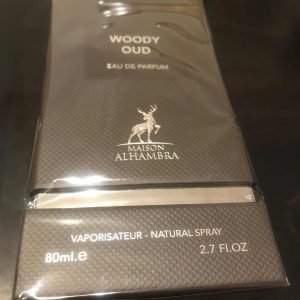 WOODY
OUD
EAU DE PARFUM
MAISON
ALHAMBRA
VAPORISATEUR - NATURAL SPRAY
80ml.e 2.7 FL.OZ